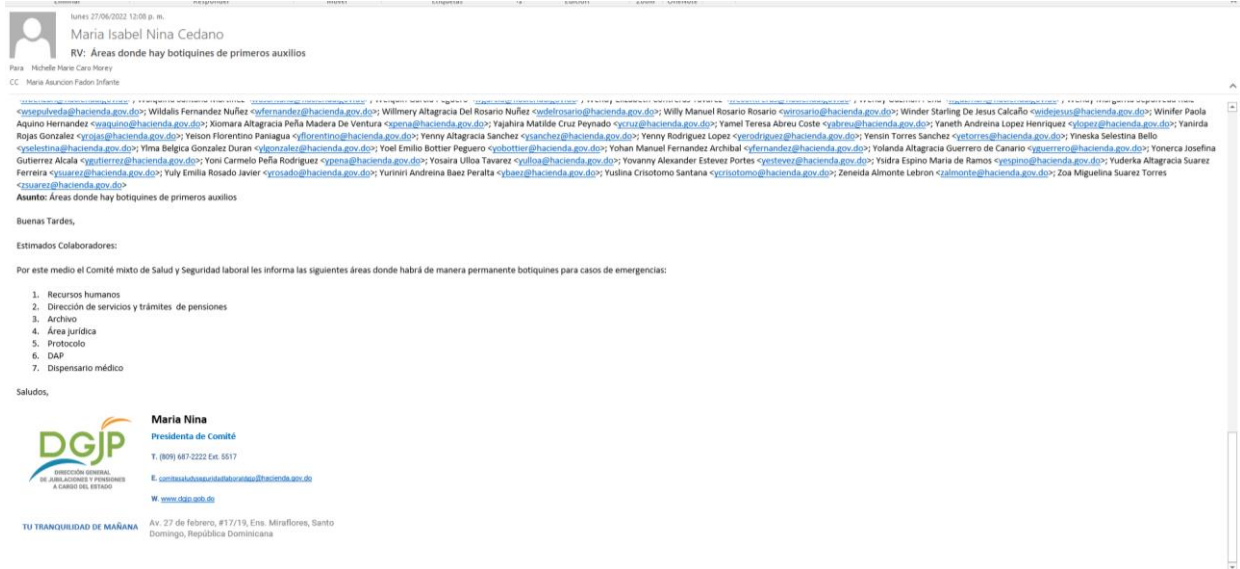 Eliminar Responder Mover Etiquetas Edición Zoom OneNote
lunes 27/06/2022 12:08 p. m.
Maria Isabel Nina Cedano
RV: Áreas donde hay botiquines de primeros auxilios
Para Michelle Marie Caro Morey
CC Maria Asuncion Fadon Infante
<wsepulveda@hacienda.gov.do>; Wildalis Fernandez Nuñez <wfernandez@hacienda.gov.do>; Willmery Altagracia Del Rosario Nuñez <wdelrosario@hacienda.gov.do>; Willy Manuel Rosario Rosario <wirosario@hacienda.gov.do>; Winder Starling De Jesus Calcaño <widejesus@hacienda.gov.do>; Winifer Paola
Aquino Hernandez <waquino@hacienda.gov.do>; Xiomara Altagracia Peña Madera De Ventura <xpena@hacienda.gov.do>; Yajahira Matilde Cruz Peynado <ycruz@hacienda.gov.do>; Yamel Teresa Abreu Coste <yabreu@hacienda.gov.do>; Yaneth Andreina Lopez Henriquez <ylopez@hacienda.gov.do>; Yanirda
Rojas Gonzalez <yrojas@hacienda.gov.do>; Yeison Florentino Paniagua <yflorentino@hacienda.gov.do>; Yenny Altagracia Sanchez <ysanchez@hacienda.gov.do>; Yenny Rodriguez Lopez <yerodriguez@hacienda.gov.do>; Yensin Torres Sanchez <yetorres@hacienda.gov.do>; Yineska Selestina Bello
<yselestina@hacienda.gov.do>; Ylma Belgica Gonzalez Duran <ylgonzalez@hacienda.gov.do>; Yoel Emilio Bottier Peguero <yobottier@hacienda.gov.do>; Yohan Manuel Fernandez Archibal <yfernandez@hacienda.gov.do>; Yolanda Altagracia Guerrero de Canario <yguerrero@hacienda.gov.do>; Yonerca Josefina
Gutierrez Alcala <ygutierrez@hacienda.gov.do>; Yoni Carmelo Peña Rodriguez <ypena@hacienda.gov.do>; Yosaira Ulloa Tavarez <yulloa@hacienda.gov.do>; Yovanny Alexander Estevez Portes <yestevez@hacienda.gov.do>; Ysidra Espino Maria de Ramos <yespino@hacienda.gov.do>; Yuderka Altagracia Suarez
Ferreira <ysuarez@hacienda.gov.do>; Yuly Emilia Rosado Javier <yrosado@hacienda.gov.do>; Yuriniri Andreina Baez Peralta <ybaez@hacienda.gov.do>; Yuslina Crisotomo Santana <ycrisotomo@hacienda.gov.do>; Zeneida Almonte Lebron <zalmonte@hacienda.gov.do>; Zoa Miguelina Suarez Torres
<zsuarez@hacienda.gov.do>
Asunto: Áreas donde hay botiquines de primeros auxilios
Buenas Tardes,
Estimados Colaboradores:
Por este medio el Comité mixto de Salud y Seguridad laboral les informa las siguientes áreas donde habrá de manera permanente botiquines para casos de emergencias:
1. Recursos humanos
2. Dirección de servicios y trámites de pensiones
3. Archivo
4. Área jurídica
5. Protocolo
6. DAP
7. Dispensario médico
Saludos,
DGJP
DIRECCIÓN GENERAL
DE JUBILACIONES Y PENSIONES
A CARGO DEL ESTADO
TU TRANQUILIDAD DE MAÑANA
Maria Nina
Presidenta de Comité
T. (809) 687-2222 Ext. 5517
E. comitesaludyseguridadlaboraldgjp@hacienda.gov.do
W. www.dgjp.gob.do
Av. 27 de febrero, #17/19, Ens. Miraflores, Santo
Domingo, República Dominicana